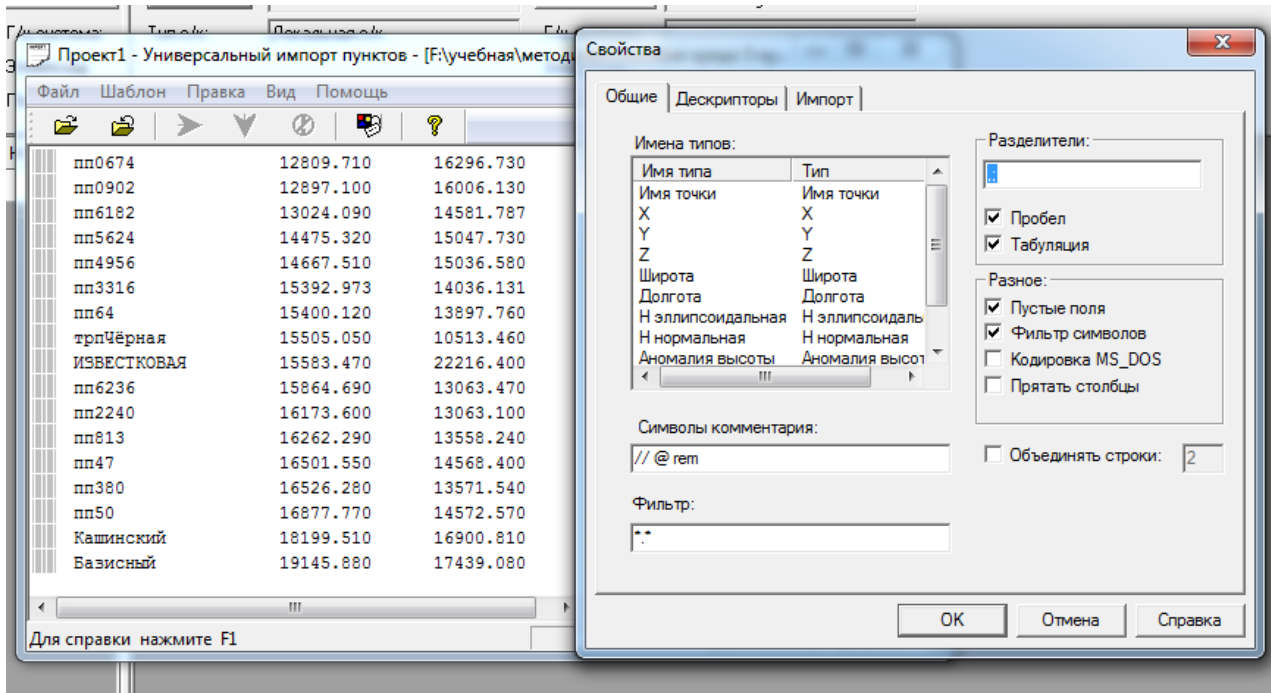 Тип с/к:
Локальная с/к
Проект1 - Универсальный импорт пунктов - [F:\учебная\методи
Файл Шаблон Правка Вид Помощь
пп0674 12809.710 16296.730
пп0902 12897.100 16006.130
пп6182 13024.090 14581.787
пп5624 14475.320 15047.730
пп4956 14667.510 15036.580
пп3316 15392.973 14036.131
пп64 15400.120 13897.760
трпЧёрная 15505.050 10513.460
ИЗВЕСТКОВАЯ 15583.470 22216.400
пп6236 15864.690 13063.470
пп2240 16173.600 13063.100
пп813 16262.290 13558.240
пп47 16501.550 14568.400
пп380 16526.280 13571.540
пп50 16877.770 14572.570
Кашинский 18199.510 16900.810
Базисный 19145.880 17439.080
Для справки нажмите F1
Свойства
Общие Дескрипторы Импорт
Имена типов:
Имя типа Тип
Имя точки Имя точки
X X
Y Y
Z Z
Широта Широта
Долгота Долгота
Н эллипсоидальная Н эллипсоидаль
Н нормальная Н нормальная
Аномалия высоты Аномалия высот
Символы комментария:
// @ rem
Фильтр:
*.*
Разделители:
Пробел
Табуляция
Разное:
Пустые поля
Фильтр символов
Кодировка MS_DOS
Прятать столбцы
Объединять строки: 2
OK Отмена Справка